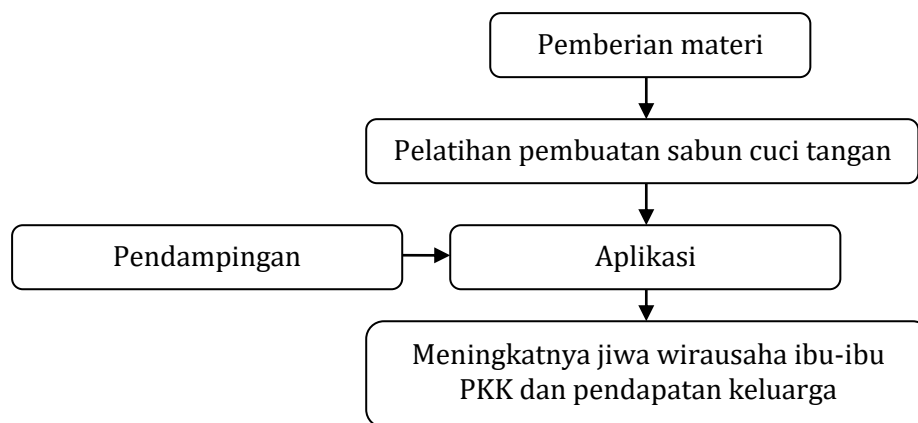 Pemberian materi
Pelatihan pembuatan sabun cuci tangan
Pendampingan
Aplikasi
Meningkatnya jiwa wirausaha ibu-ibu
PKK dan pendapatan keluarga